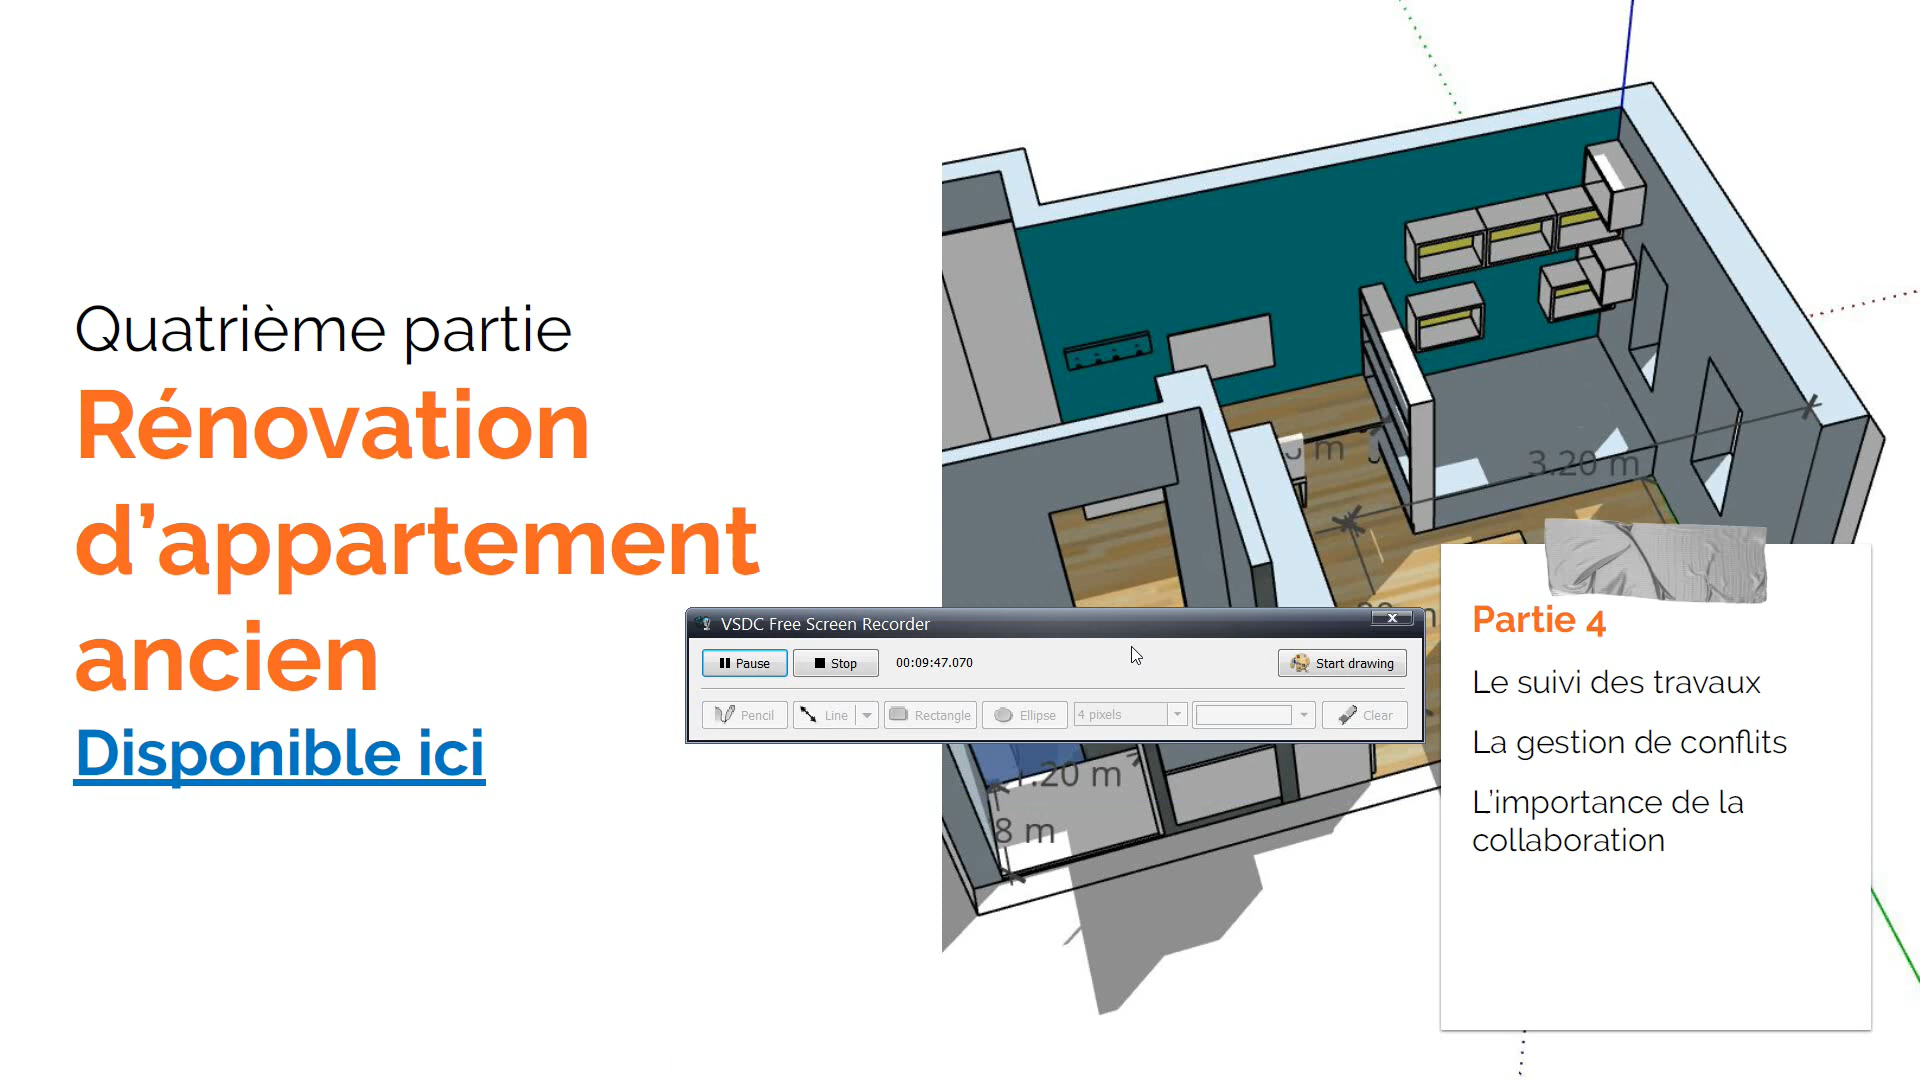 Quatrième partie
Rénovation
d’appartement
ancien
Disponible ici
3.20 m
VSDC Free Screen Recorder
Pause
Stop
00:09:47.070
Start drawing
Pencil
Line
Rectangle
Ellipse
4 pixels
Clear
1.20 m
8 m
Partie 4
Le suivi des travaux
La gestion de conflits
L’importance de la
collaboration